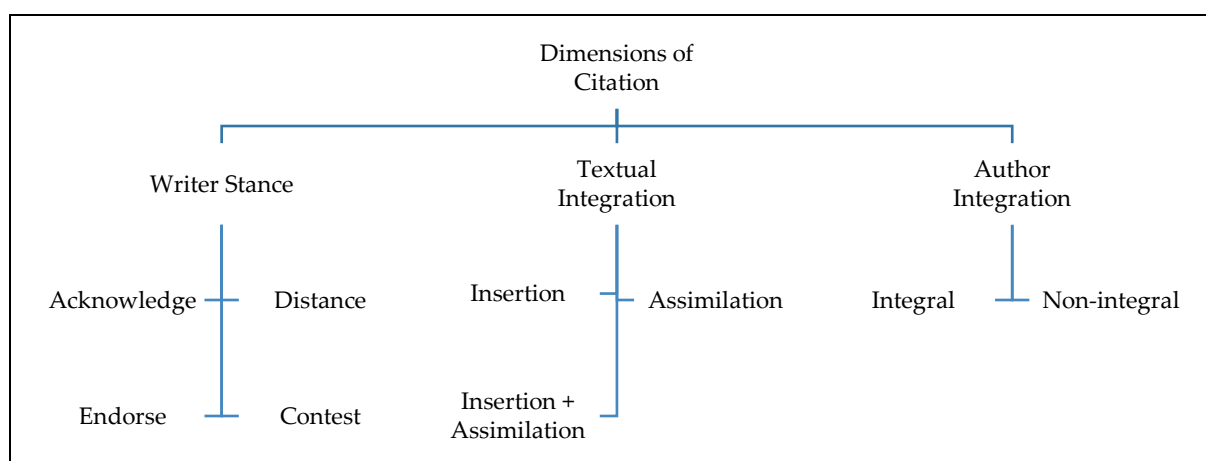 Dimensions of
Citation
Writer Stance
Textual
Integration
Author
Integration
Acknowledge
Distance
Insertion
Assimilation
Integral
Non-integral
Endorse
Contest
Insertion +
Assimilation